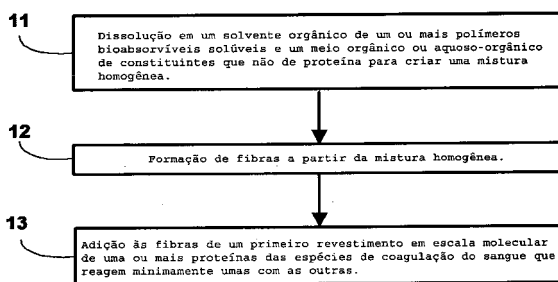 11
Dissolução em um solvente orgânico de um ou mais polímeros
bioabsorvíveis solúveis e um meio orgânico ou aquoso-orgânico
de constituintes que não de proteína para criar uma mistura
homogênea.
12
Formação de fibras a partir da mistura homogênea.
13
Adição às fibras de um primeiro revestimento em escala molecular
de uma ou mais proteínas das espécies de coagulação do sangue que
reagem minimamente umas com as outras.